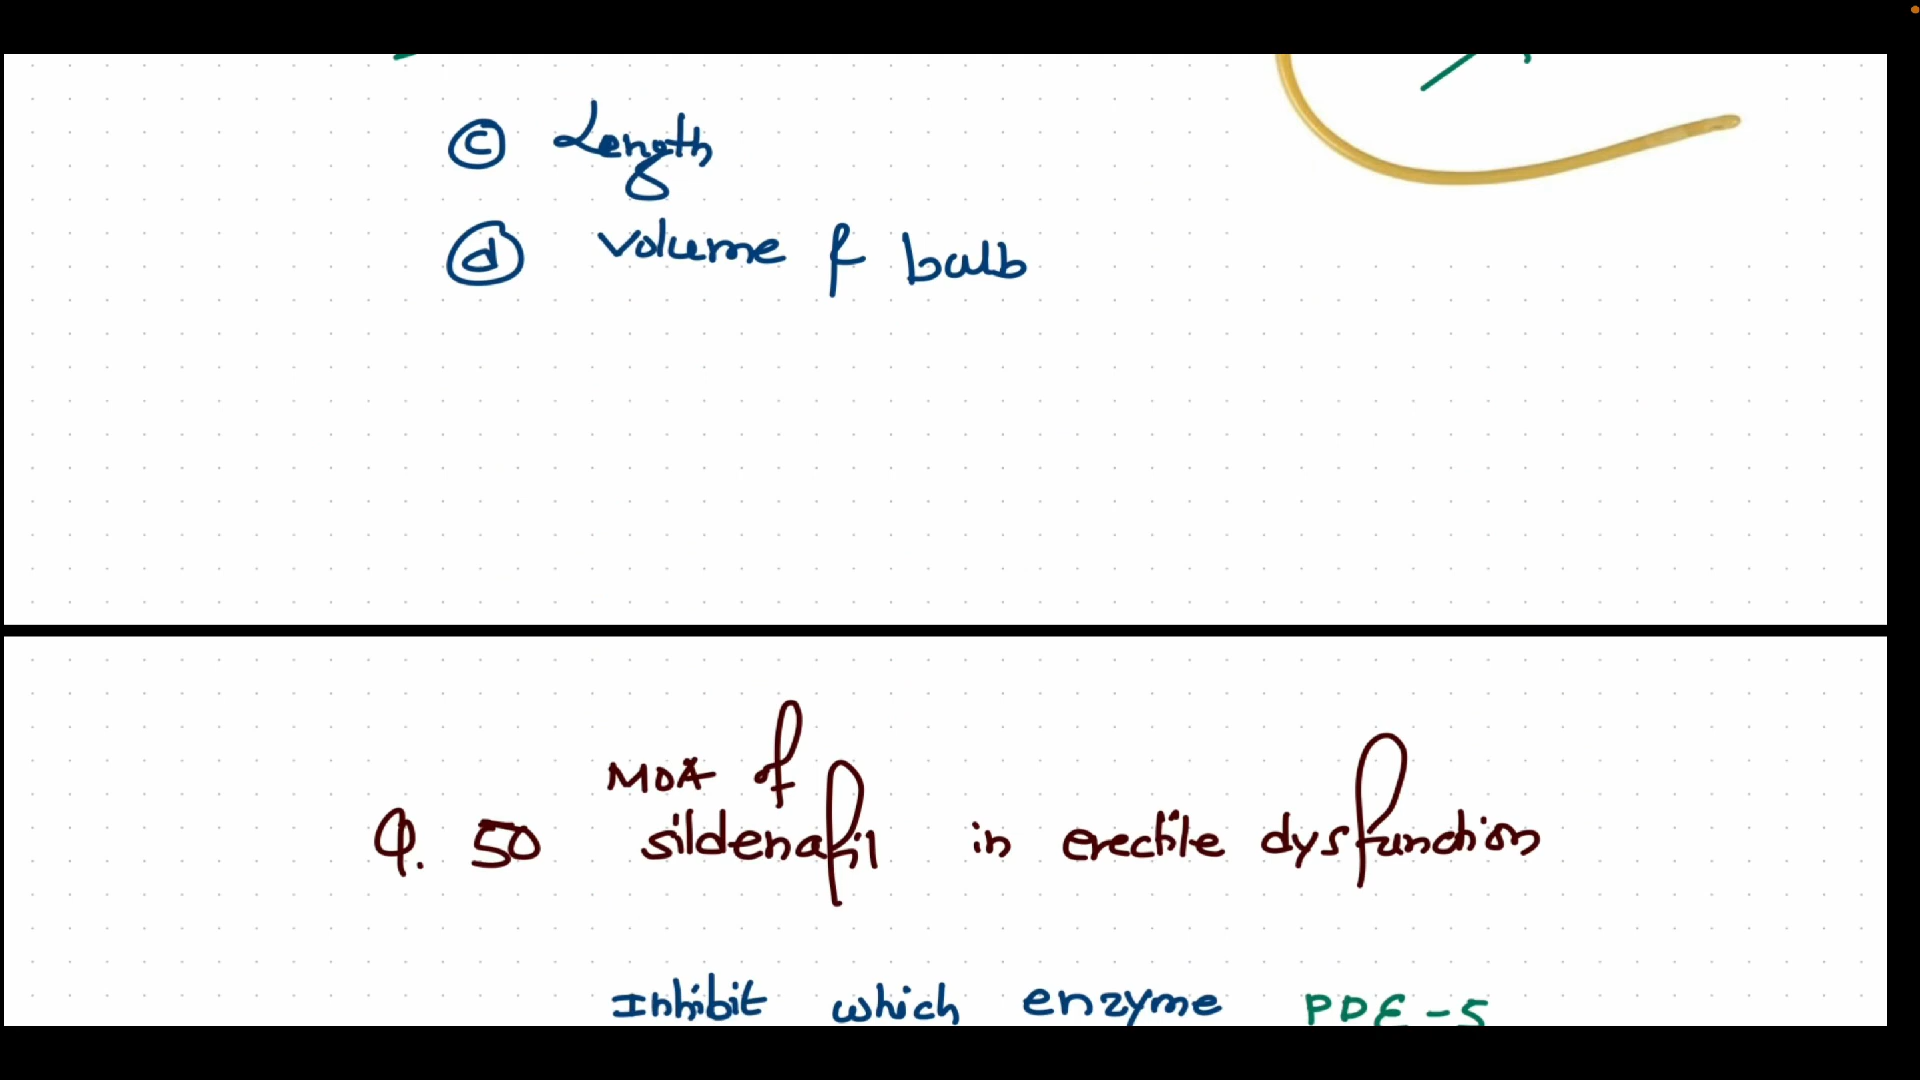 c Length
d volume of bulb
MOA of
Q. 50 sildenafil in erectile dysfunction
Inhibit which enzyme PDE-5